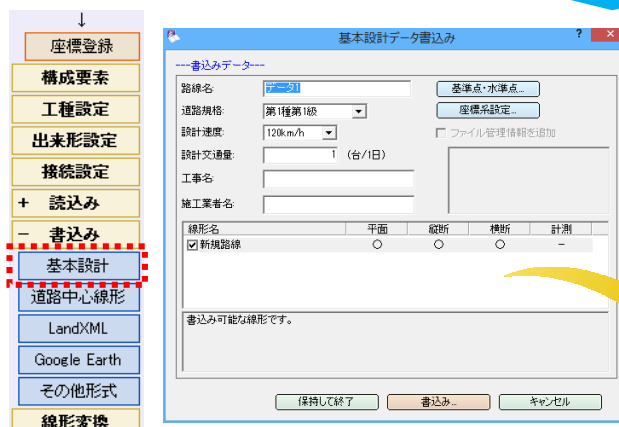 ↓
座標登録
構成要素
工種設定
出来形設定
接続設定
+ 読込み
− 書込み
基本設計
道路中心線形
LandXML
Google Earth
その他形式
線形変換
基本設計データ書込み ? ×
---書込みデータ---
路線名: データ1 基準点・水準点...
道路規格: 第1種第1級 座標系設定...
設計速度: 120km/h ファイル管理情報を追加
設計交通量: 1 (台/1日)
工事名:
施工業者名:
線形名 平面 縦断 横断 計測
新規路線 ○ ○ ○ −
書込み可能な線形です。
保持して終了 書込み... キャンセル